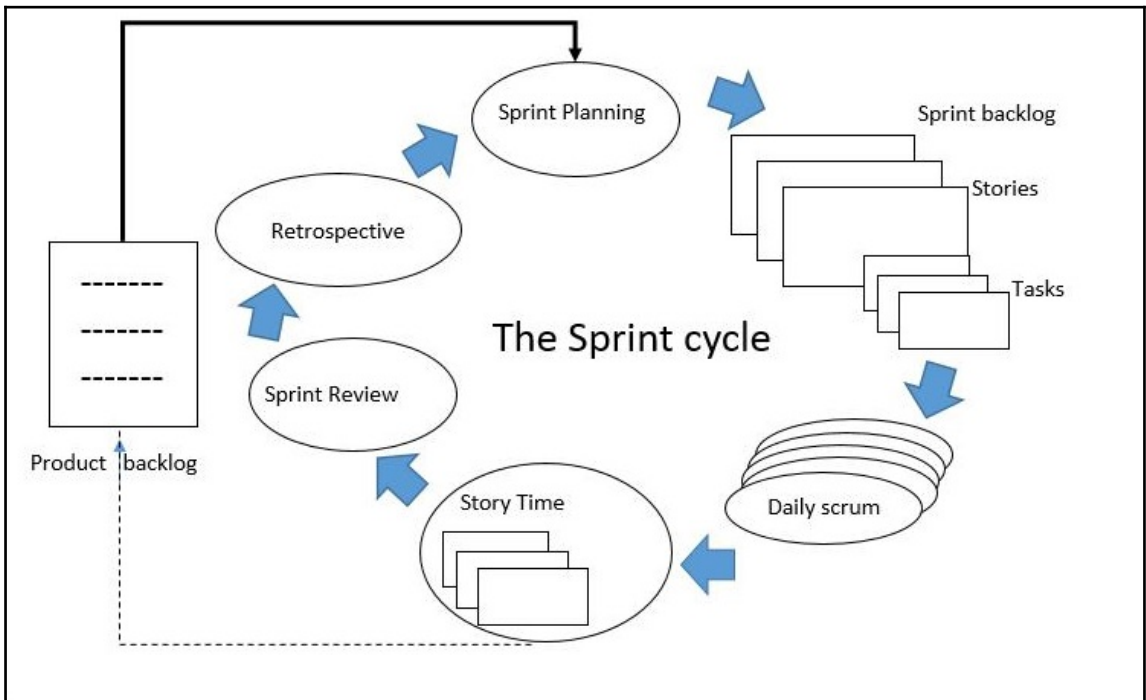 Sprint Planning
Sprint backlog
Stories
Retrospective
Tasks
The Sprint cycle
Sprint Review
Product backlog
Story Time
Daily scrum